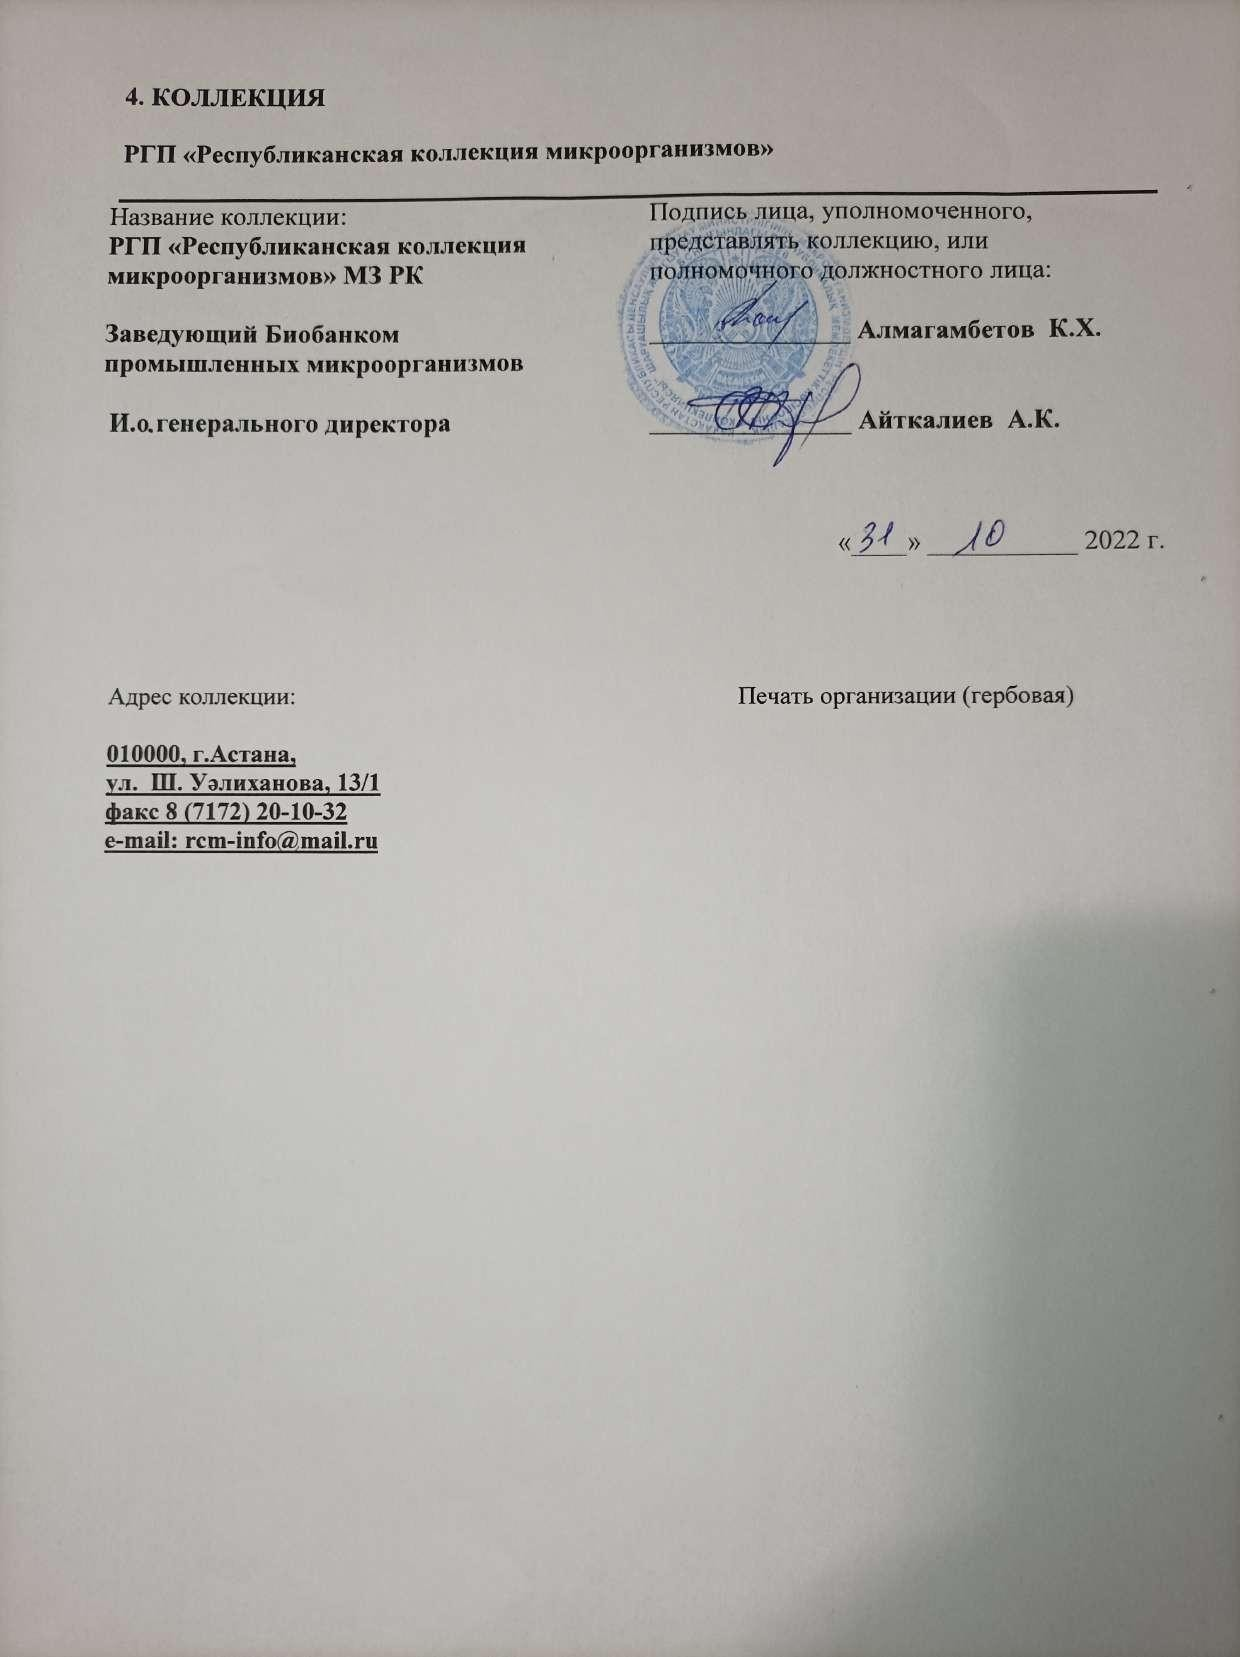 4. КОЛЛЕКЦИЯ
РГП «Республиканская коллекция микроорганизмов»
Название коллекции:
РГП «Республиканская коллекция
микроорганизмов» МЗ РК
Заведующий Биобанком
промышленных микроорганизмов
И.о.генерального директора
Подпись лица, уполномоченного,
представлять коллекцию, или
полномочного должностного лица:
Алмагамбетов К.Х.
Айткалиев А.К.
«31» 10 2022 г.
Адрес коллекции:
Печать организации (гербовая)
010000, г.Астана,
ул. Ш. Уәлиханова, 13/1
факс 8 (7172) 20-10-32
e-mail: rcm-info@mail.ru